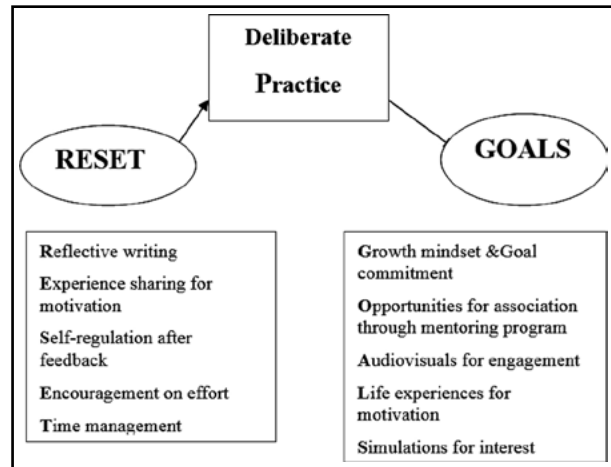 Deliberate
Practice
RESET
GOALS
Reflective writing
Experience sharing for
motivation
Self-regulation after
feedback
Encouragement on effort
Time management
Growth mindset &Goal
commitment
Opportunities for association
through mentoring program
Audiovisuals for engagement
Life experiences for
motivation
Simulations for interest